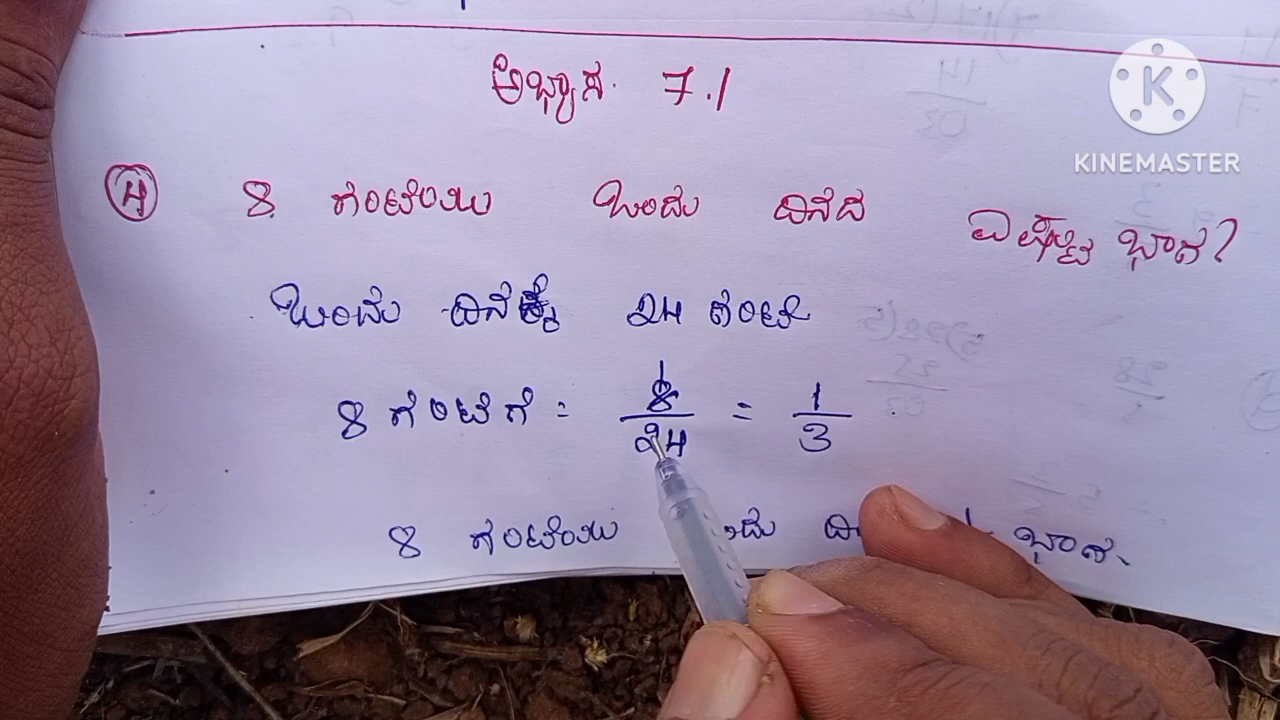 ಅಭ್ಯಾಸ. 7.1
KINEMASTER
4 8 ಗಂಟೆಯು ಒಂದು ದಿನದ ಎಷ್ಟು ಭಾಗ?
ಒಂದು ದಿನಕ್ಕೆ 24 ಗಂಟೆ
8 ಗಂಟೆಗೆ = 8/24 = 1/3
8 ಗಂಟೆಯು ಭಾಗ.